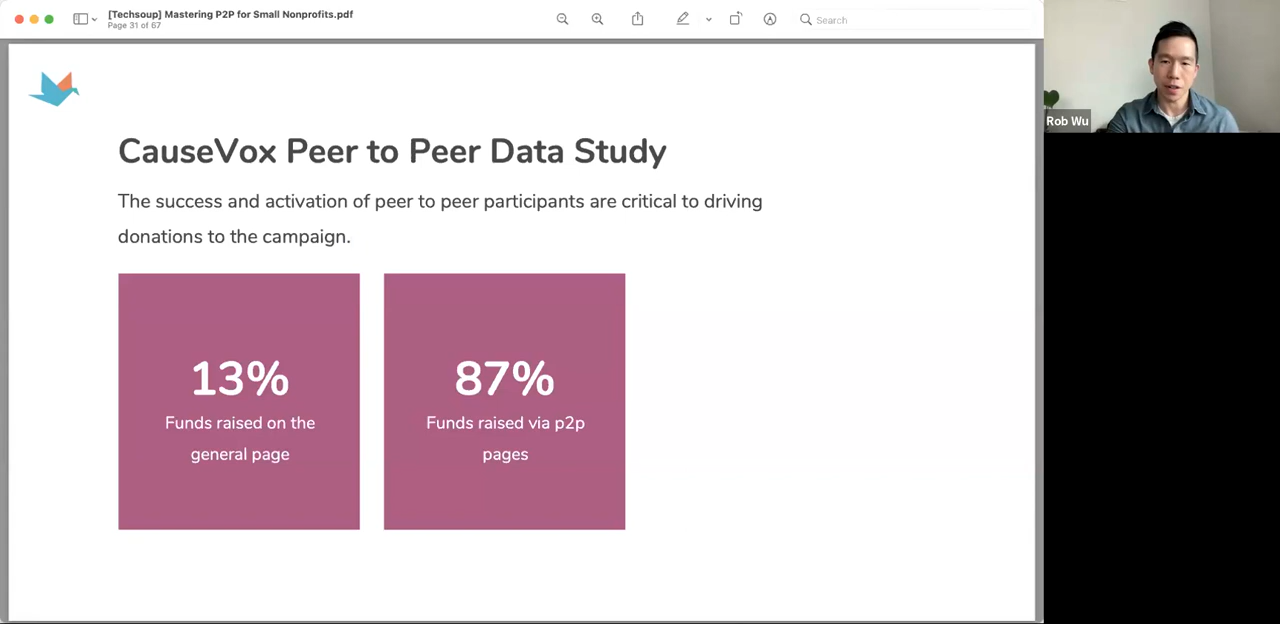 [Techsoup] Mastering P2P for Small Nonprofits.pdf
Page 31 of 67
Search
Rob Wu
CauseVox Peer to Peer Data Study
The success and activation of peer to peer participants are critical to driving
donations to the campaign.
13%
Funds raised on the
general page
87%
Funds raised via p2p
pages